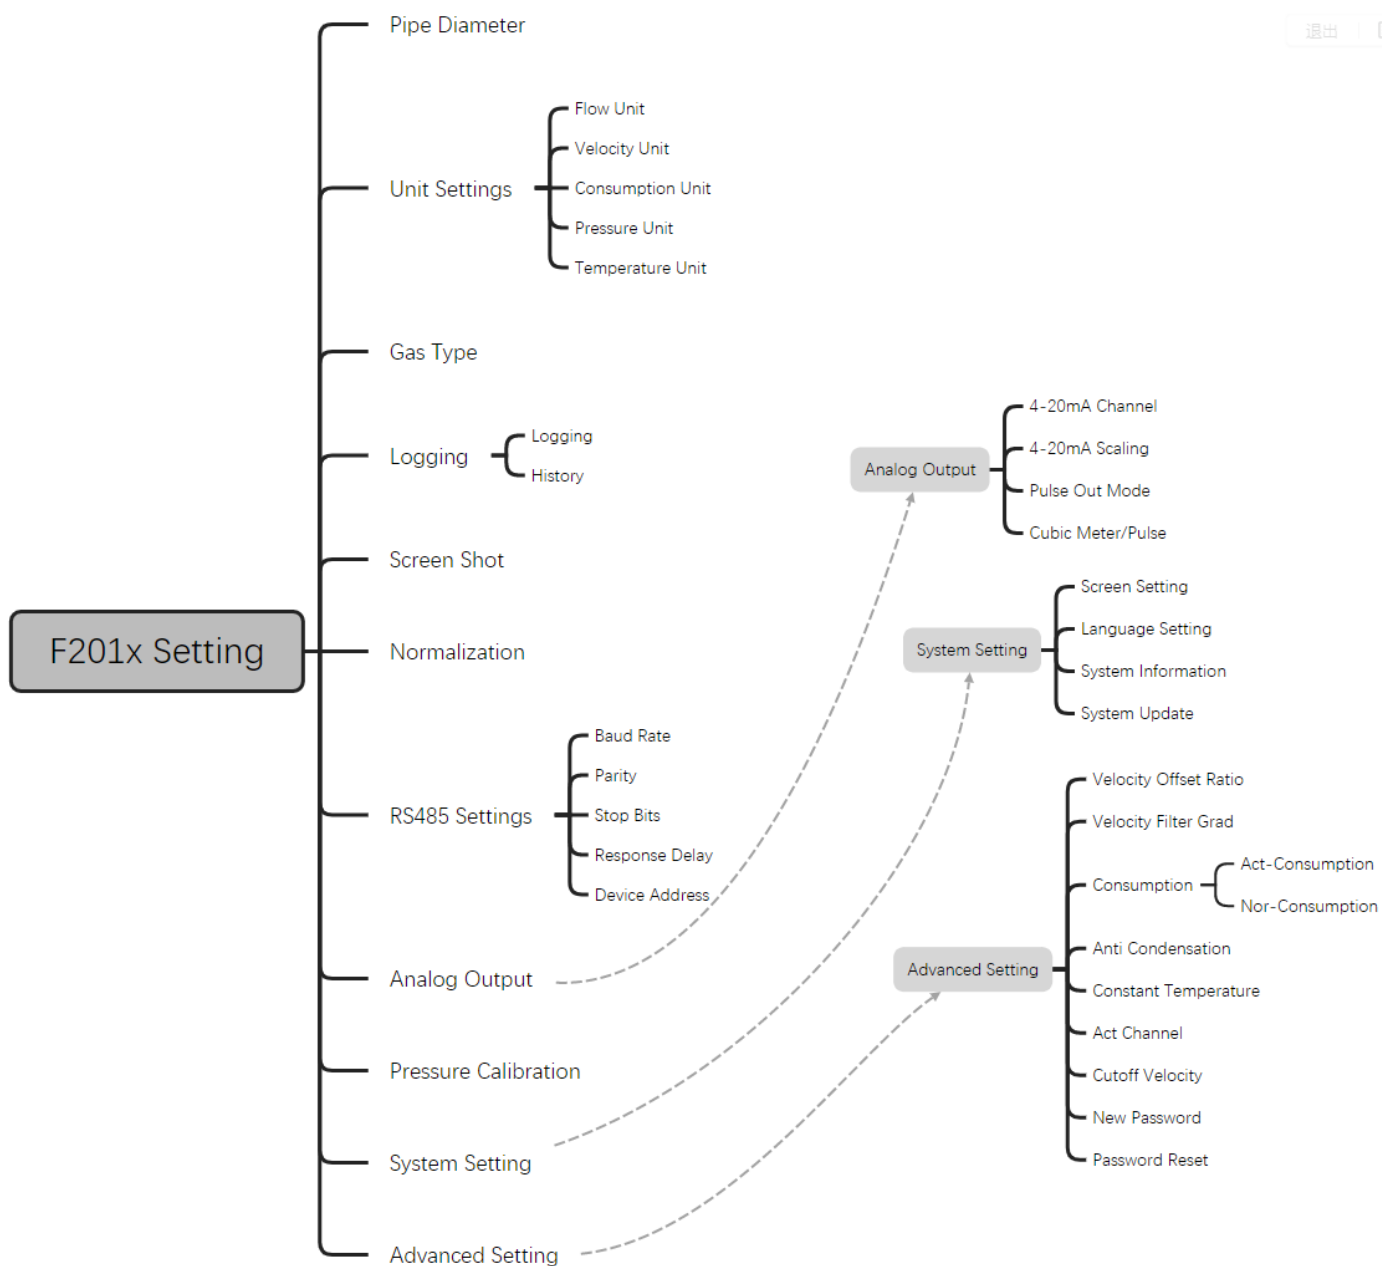 Pipe Diameter
退出
Flow Unit
Velocity Unit
Unit Settings
Consumption Unit
Pressure Unit
Temperature Unit
Gas Type
Logging
Logging
History
Screen Shot
F201x Setting
Normalization
Baud Rate
Parity
RS485 Settings
Stop Bits
Response Delay
Device Address
Analog Output
Pressure Calibration
System Setting
Advanced Setting
Analog Output
4-20mA Channel
4-20mA Scaling
Pulse Out Mode
Cubic Meter/Pulse
System Setting
Screen Setting
Language Setting
System Information
System Update
Advanced Setting
Velocity Offset Ratio
Velocity Filter Grad
Consumption
Act-Consumption
Nor-Consumption
Anti Condensation
Constant Temperature
Act Channel
Cutoff Velocity
New Password
Password Reset